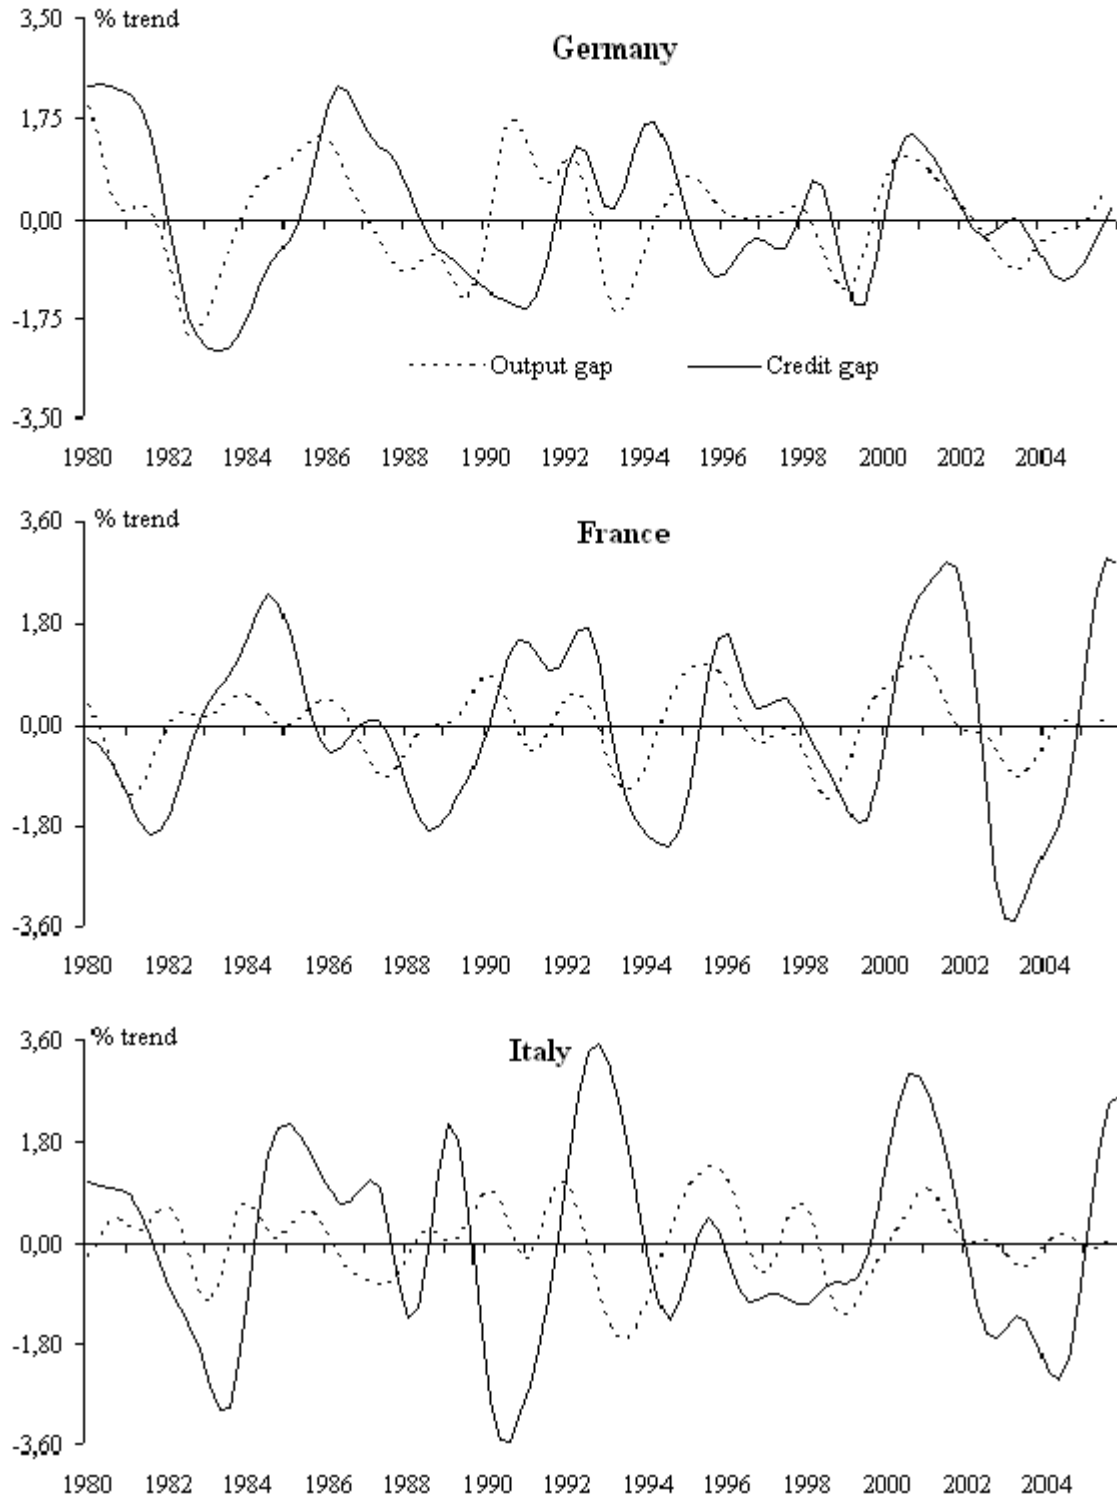 3,50 % trend
Germany
1,75
0,00
-1,75
Output gap Credit gap
-3,50
1980 1982 1984 1986 1988 1990 1992 1994 1996 1998 2000 2002 2004
3,60 % trend
France
1,80
0,00
-1,80
-3,60
1980 1982 1984 1986 1988 1990 1992 1994 1996 1998 2000 2002 2004
3,60 % trend
Italy
1,80
0,00
-1,80
-3,60
1980 1982 1984 1986 1988 1990 1992 1994 1996 1998 2000 2002 2004